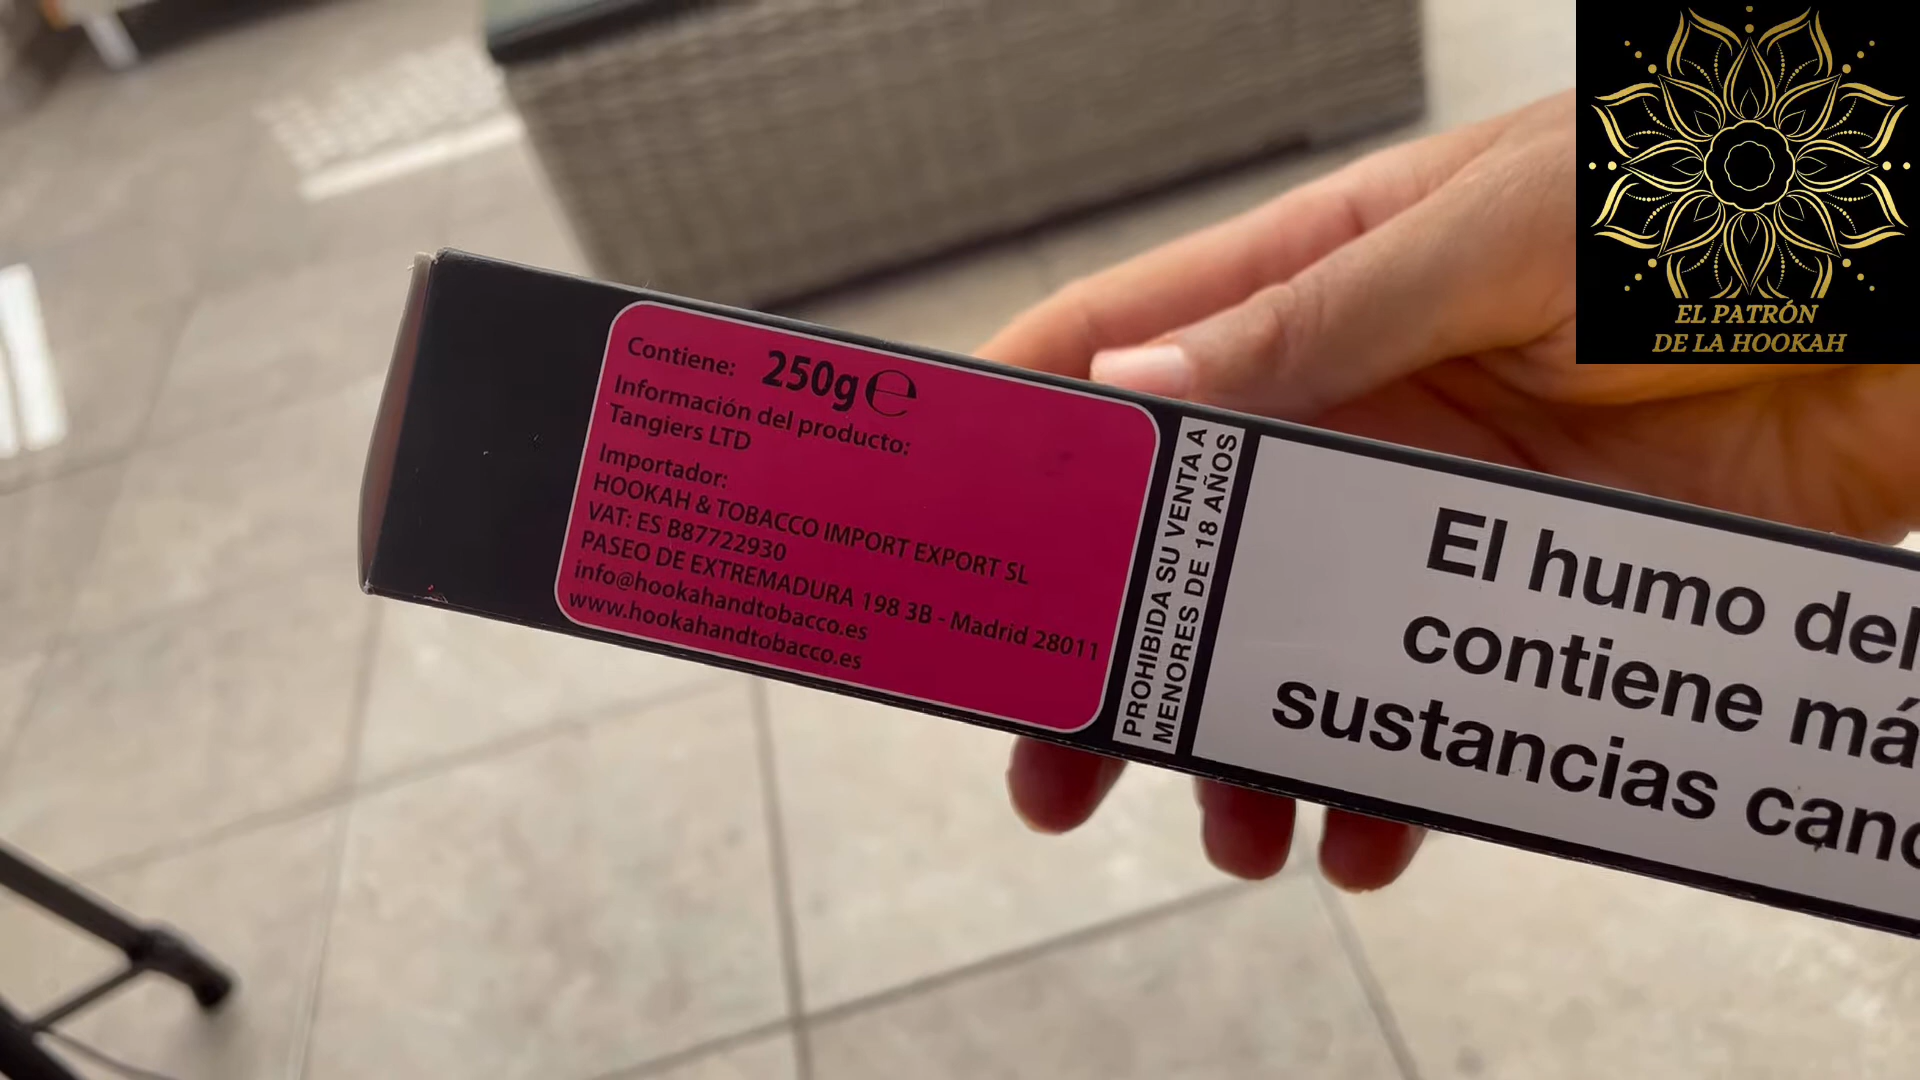 EL PATRÓN
DE LA HOOKAH
Contiene: 250g ℮
Información del producto:
Tangiers LTD
Importador:
HOOKAH & TOBACCO IMPORT EXPORT SL
VAT: ES B87722930
PASEO DE EXTREMADURA 198 3B - Madrid 28011
info@hookahandtobacco.es
www.hookahandtobacco.es
PROHIBIDA SU VENTA A
MENORES DE 18 AÑOS
El humo del
contiene má
sustancias canc